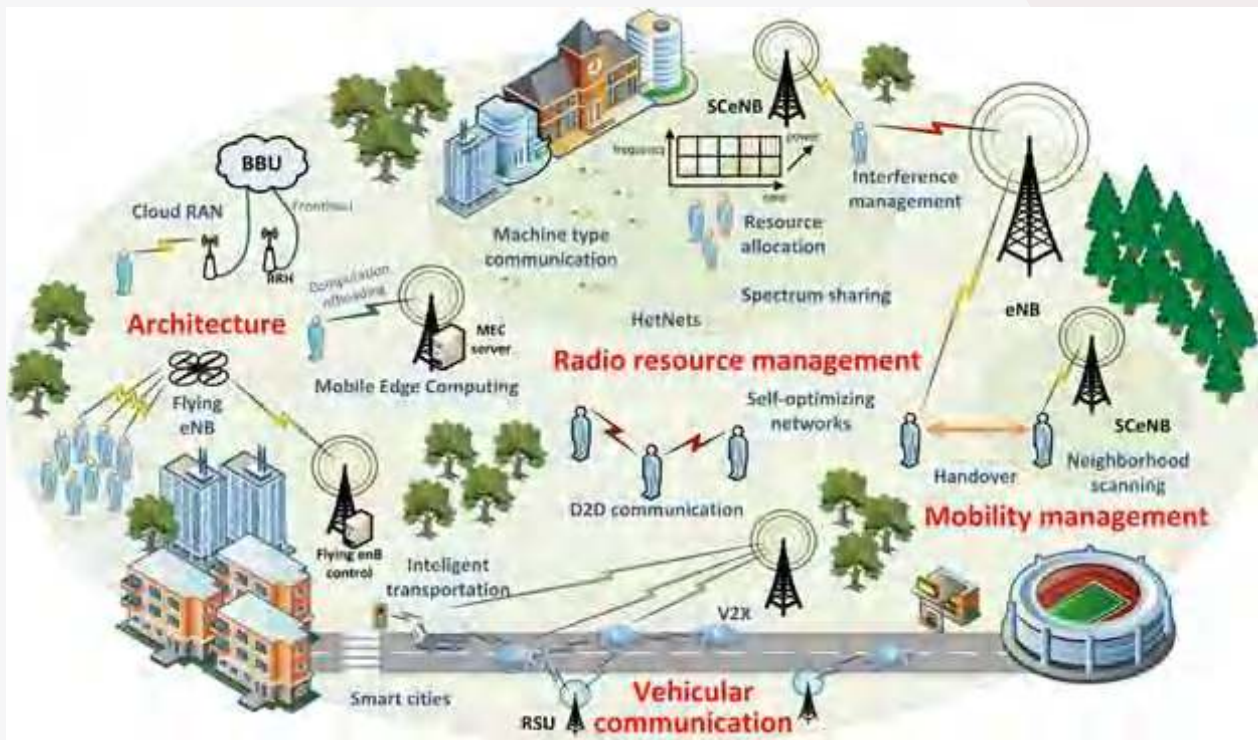 SCeNB
frequency
power
time
BBU
Fronthaul
Cloud RAN
RRH
Interference
management
Machine type
communication
Resource
allocation
Computation
offloading
Spectrum sharing
eNB
Architecture
HetNets
MEC
server
Radio resource management
Mobile Edge Computing
Flying
eNB
Self-optimizing
networks
SCeNB
Handover
Neighborhood
scanning
D2D communication
Mobility management
Flying enB
control
Inteligent
transportation
V2X
Smart cities
RSU
Vehicular
communication